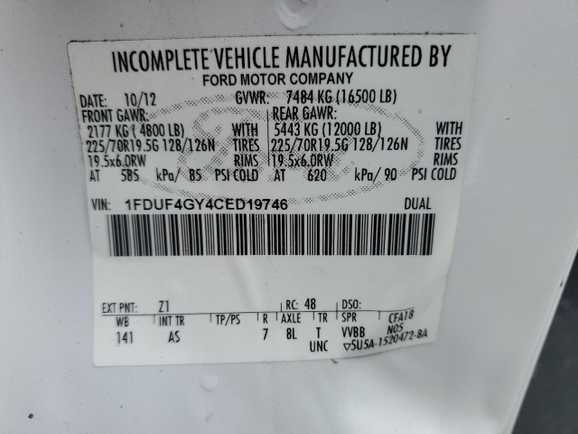 INCOMPLETE VEHICLE MANUFACTURED BY
FORD MOTOR COMPANY
DATE: 10/12 GVWR: 7484 KG (16500 LB)
FRONT GAWR: REAR GAWR:
2177 KG (4800 LB) WITH 5443 KG (12000 LB) WITH
225/70R19.5G 128/126N TIRES 225/70R19.5G 128/126N TIRES
19.5x6.0RW RIMS 19.5x6.0RW RIMS
AT 585 kPa/ 85 PSI COLD AT 620 kPa/ 90 PSI COLD
VIN: 1FDUF4GY4CED19746 DUAL
EXT PNT: Z1 RC: 48 DSO:
WB INT TR TP/PS R AXLE TR SPR CFA18
141 AS 7 8L T VVBB N05
UNC ▽5U5A-1520472-BA